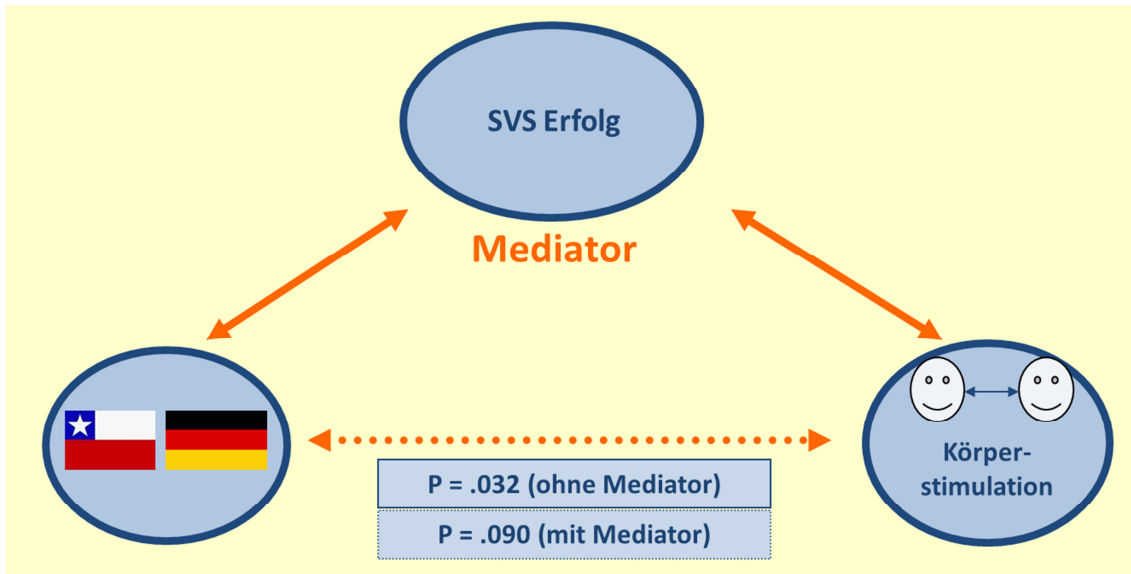 SVS Erfolg
Mediator
Körper-
stimulation
P = .032 (ohne Mediator)
P = .090 (mit Mediator)